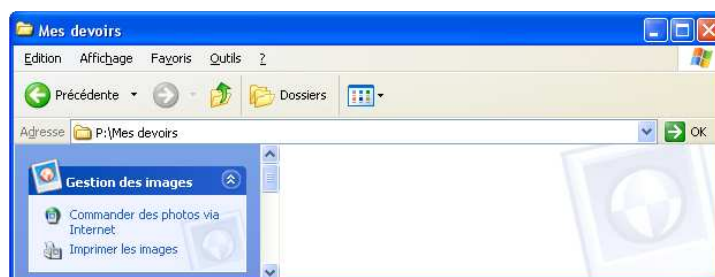 Mes devoirs
Edition Affichage Favoris Outils ?
Précédente Dossiers
Adresse P:\Mes devoirs OK
Gestion des images
Commander des photos via
Internet
Imprimer les images